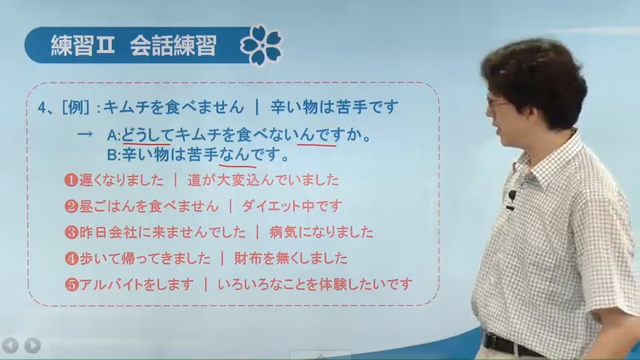 練習Ⅱ 会話練習
4、［例］：キムチを食べません ｜ 辛い物は苦手です
→ A:どうしてキムチを食べないんですか。
B:辛い物は苦手なんです。
❶遅くなりました ｜ 道が大変込んでいました
❷昼ごはんを食べません ｜ ダイエット中です
❸昨日会社に来ませんでした ｜ 病気になりました
❹歩いて帰ってきました ｜ 財布を無くしました
❺アルバイトをします ｜ いろいろなことを体験したいです